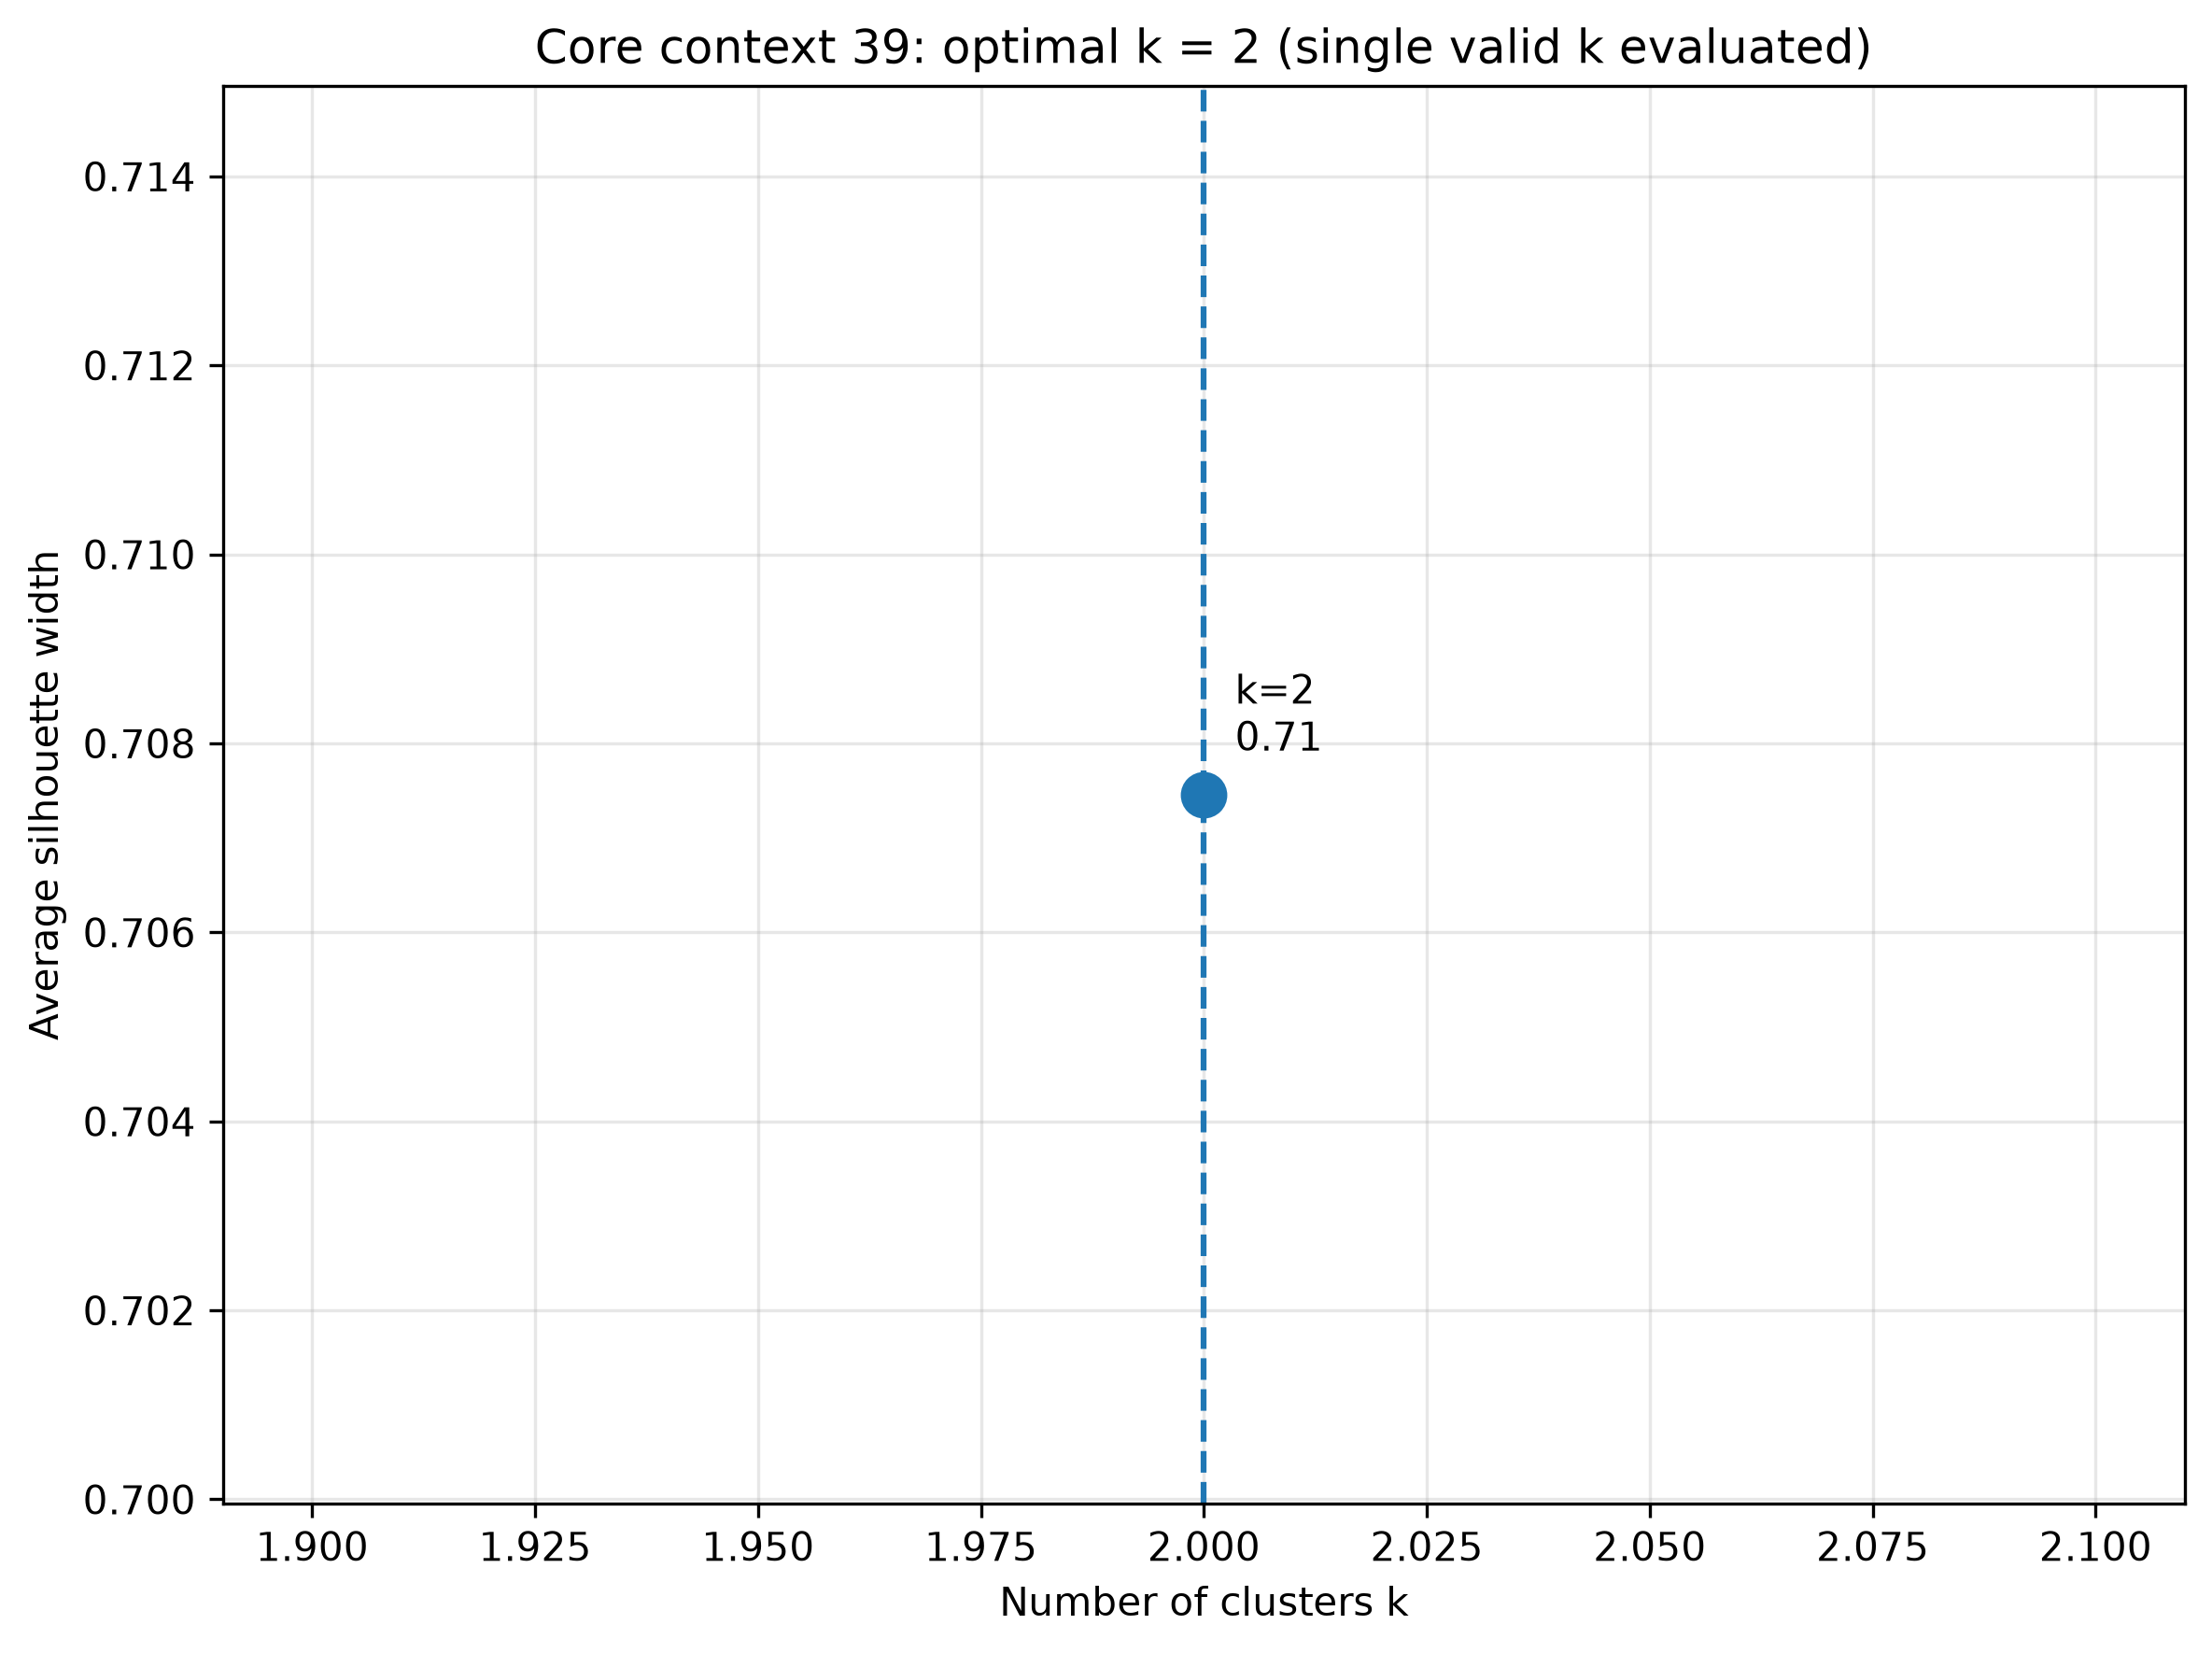 Core context 39: optimal k = 2 (single valid k evaluated)
Average silhouette width
0.714
0.712
0.710
0.708
0.706
0.704
0.702
0.700
k=2
0.71
1.900 1.925 1.950 1.975 2.000 2.025 2.050 2.075 2.100
Number of clusters k